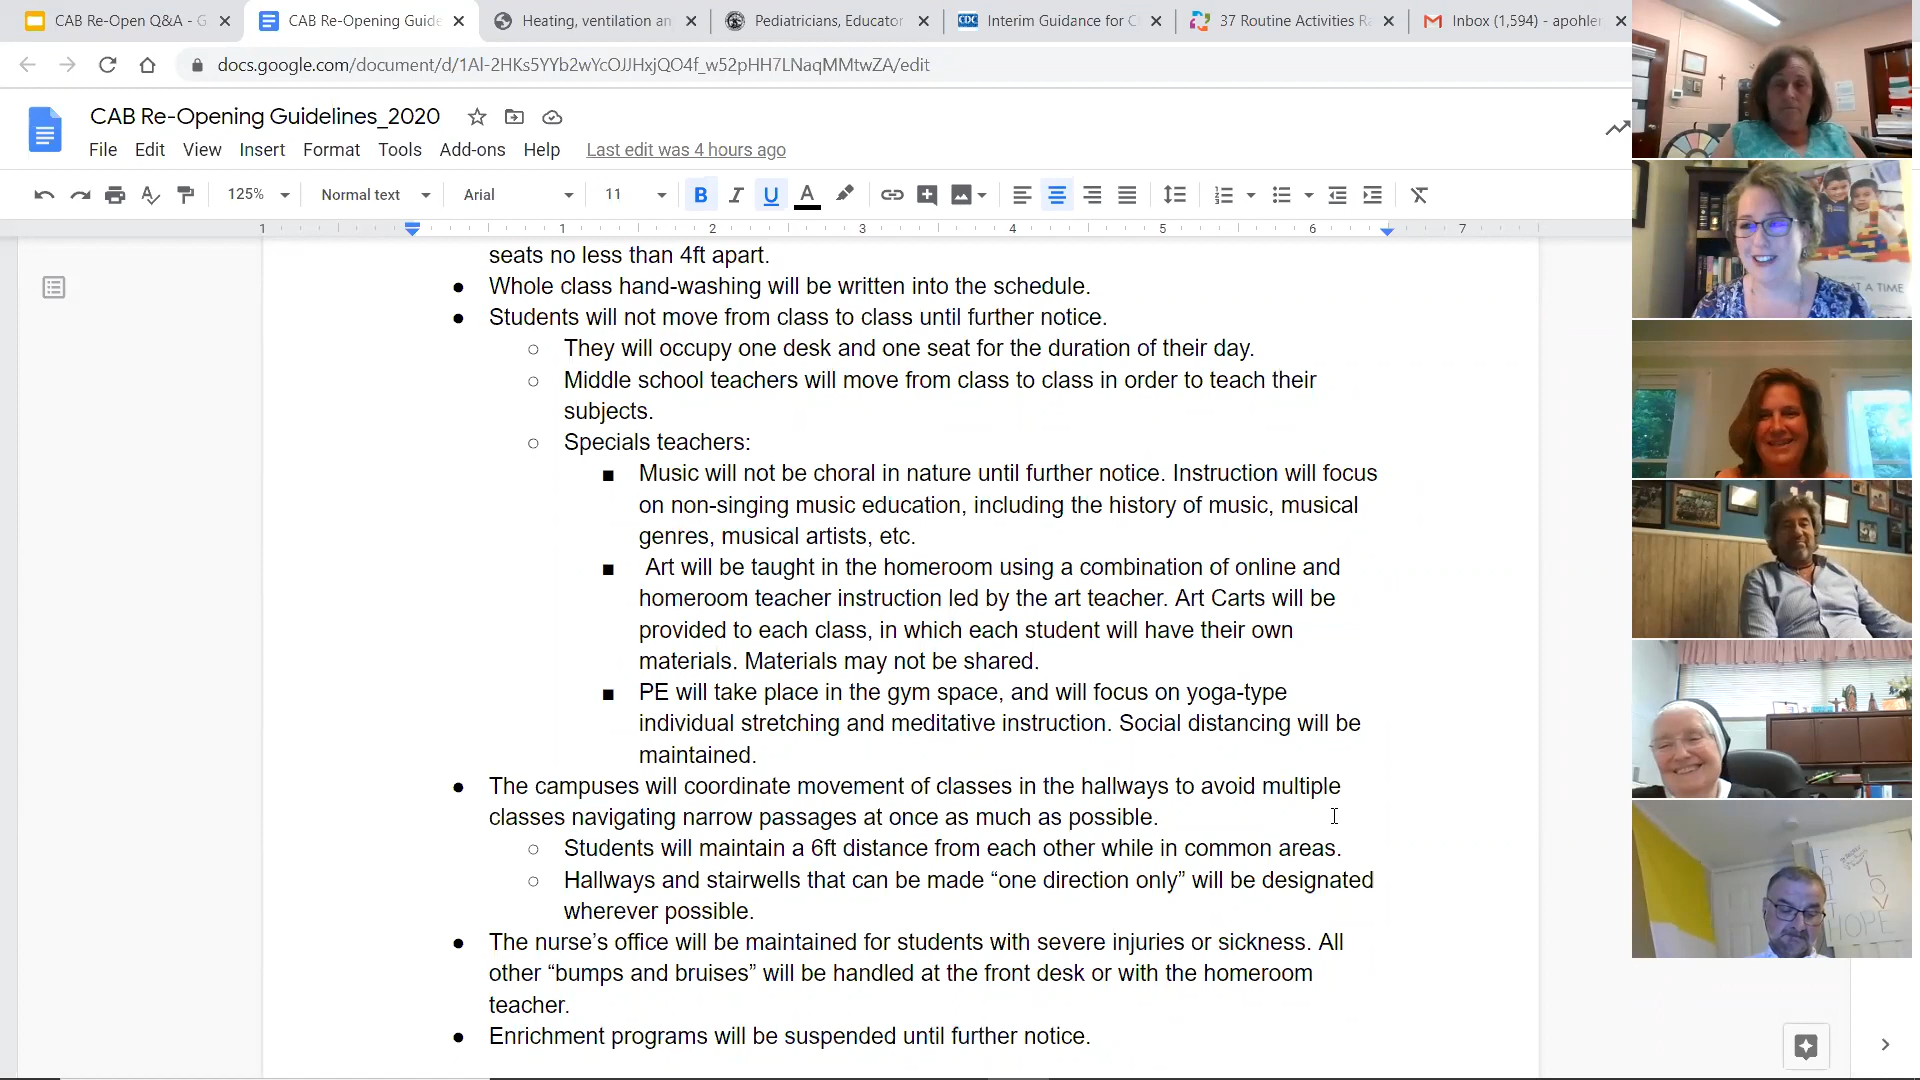 CAB Re-Open Q&A - G
CAB Re-Opening Guide
Heating, ventilation an
Pediatricians, Educator
CDC
Interim Guidance for C
37 Routine Activities Ra
Inbox (1,594) - apohler
docs.google.com/document/d/
CAB Re-Opening Guidelines_2020
File Edit View Insert Format Tools Add-ons Help Last edit was 4 hours ago
125% Normal text Arial 11 B I U A
1 1 2 3 4 5 6 7
seats no less than 4ft apart.
● Whole class hand-washing will be written into the schedule.
● Students will not move from class to class until further notice.
○ They will occupy one desk and one seat for the duration of their day.
○ Middle school teachers will move from class to class in order to teach their
subjects.
○ Specials teachers:
■ Music will not be choral in nature until further notice. Instruction will focus
on non-singing music education, including the history of music, musical
genres, musical artists, etc.
■ Art will be taught in the homeroom using a combination of online and
homeroom teacher instruction led by the art teacher. Art Carts will be
provided to each class, in which each student will have their own
materials. Materials may not be shared.
■ PE will take place in the gym space, and will focus on yoga-type
individual stretching and meditative instruction. Social distancing will be
maintained.
● The campuses will coordinate movement of classes in the hallways to avoid multiple
classes navigating narrow passages at once as much as possible.
○ Students will maintain a 6ft distance from each other while in common areas.
○ Hallways and stairwells that can be made “one direction only” will be designated
wherever possible.
● The nurse’s office will be maintained for students with severe injuries or sickness. All
other “bumps and bruises” will be handled at the front desk or with the homeroom
teacher.
● Enrichment programs will be suspended until further notice.
AT A TIME
FAITH
LOV
HOPE